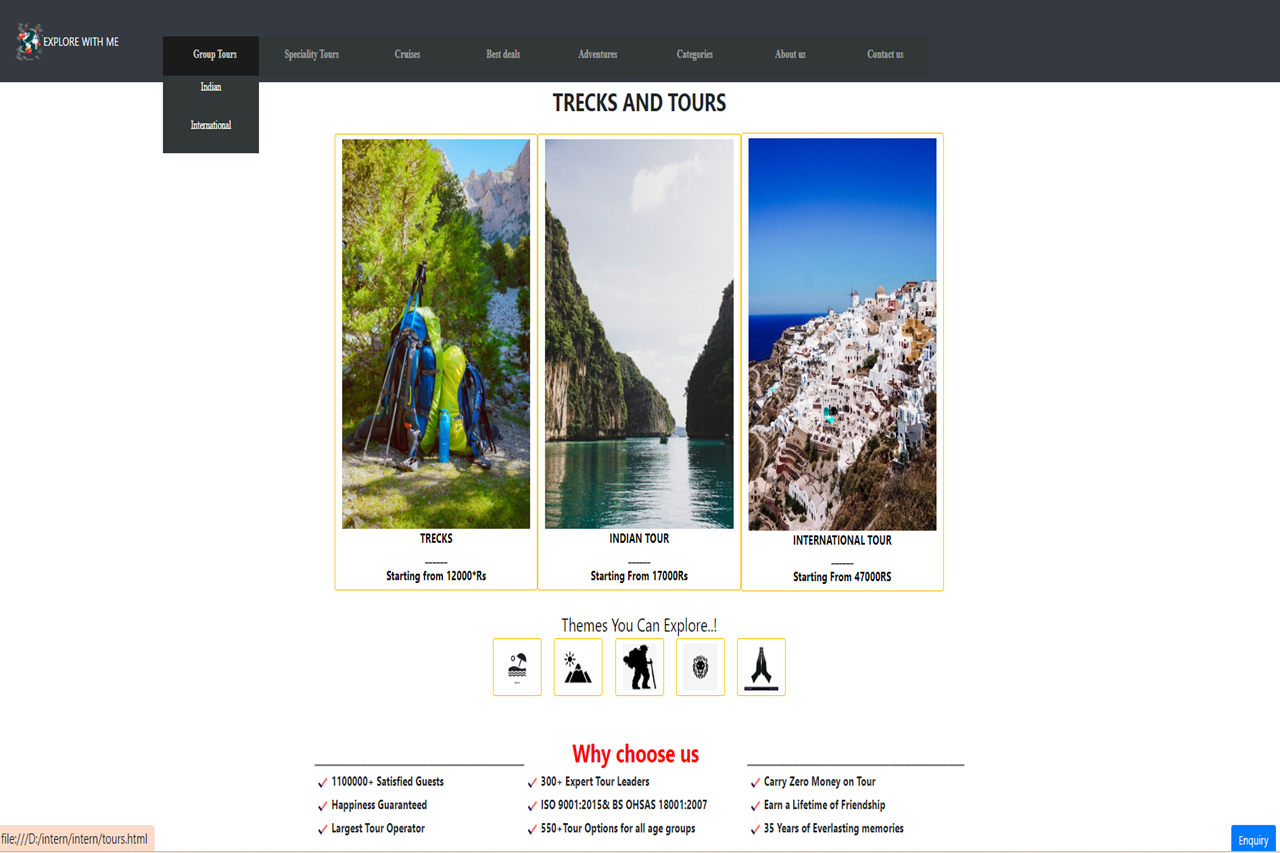 EXPLORE WITH ME
Group Tours Speciality Tours Cruises Best deals Adventures Categories About us Contact us
Indian
International
TRECKS AND TOURS
TRECKS
______
Starting from 12000*Rs
INDIAN TOUR
______
Starting From 17000Rs
INTERNATIONAL TOUR
______
Starting From 47000RS
Themes You Can Explore..!
Why choose us
1100000+ Satisfied Guests
Happiness Guaranteed
Largest Tour Operator
300+ Expert Tour Leaders
ISO 9001:2015& BS OHSAS 18001:2007
550+Tour Options for all age groups
Carry Zero Money on Tour
Earn a Lifetime of Friendship
35 Years of Everlasting memories
file:///D:/intern/intern/tours.html
Enquiry